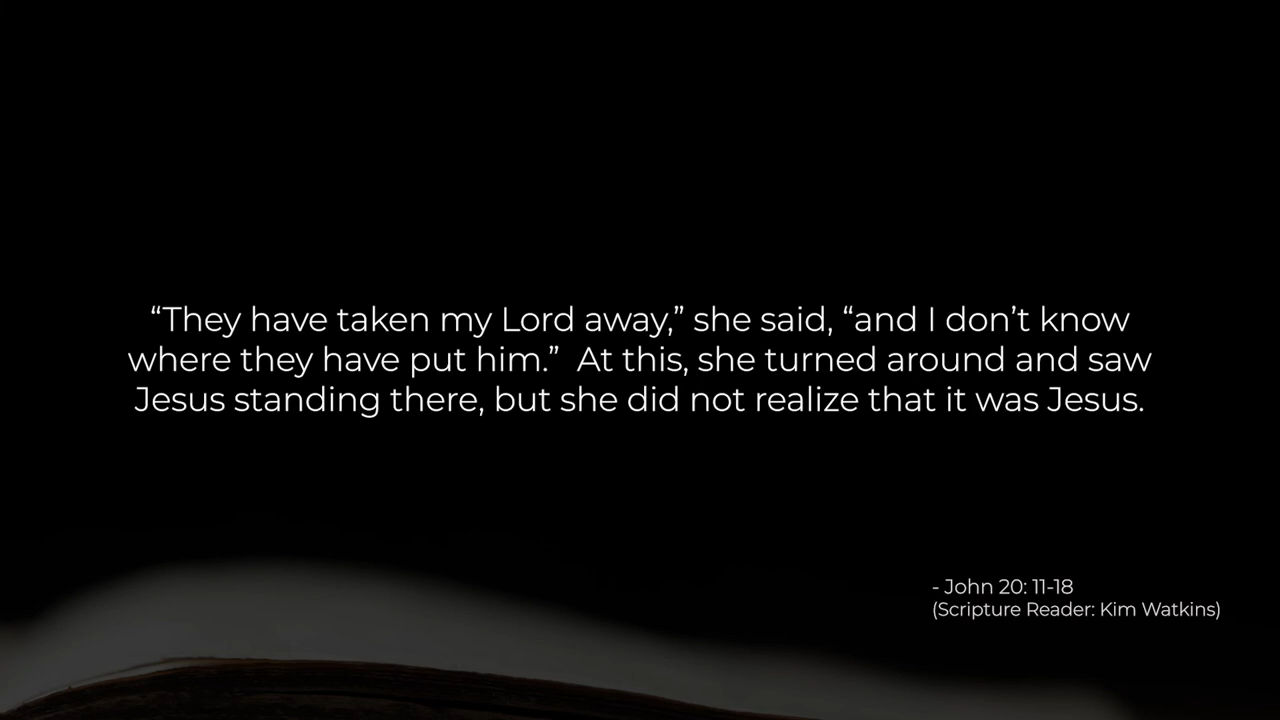 “They have taken my Lord away,” she said, “and I don’t know
where they have put him.”  At this, she turned around and saw
Jesus standing there, but she did not realize that it was Jesus.
- John 20: 11-18
(Scripture Reader: Kim Watkins)